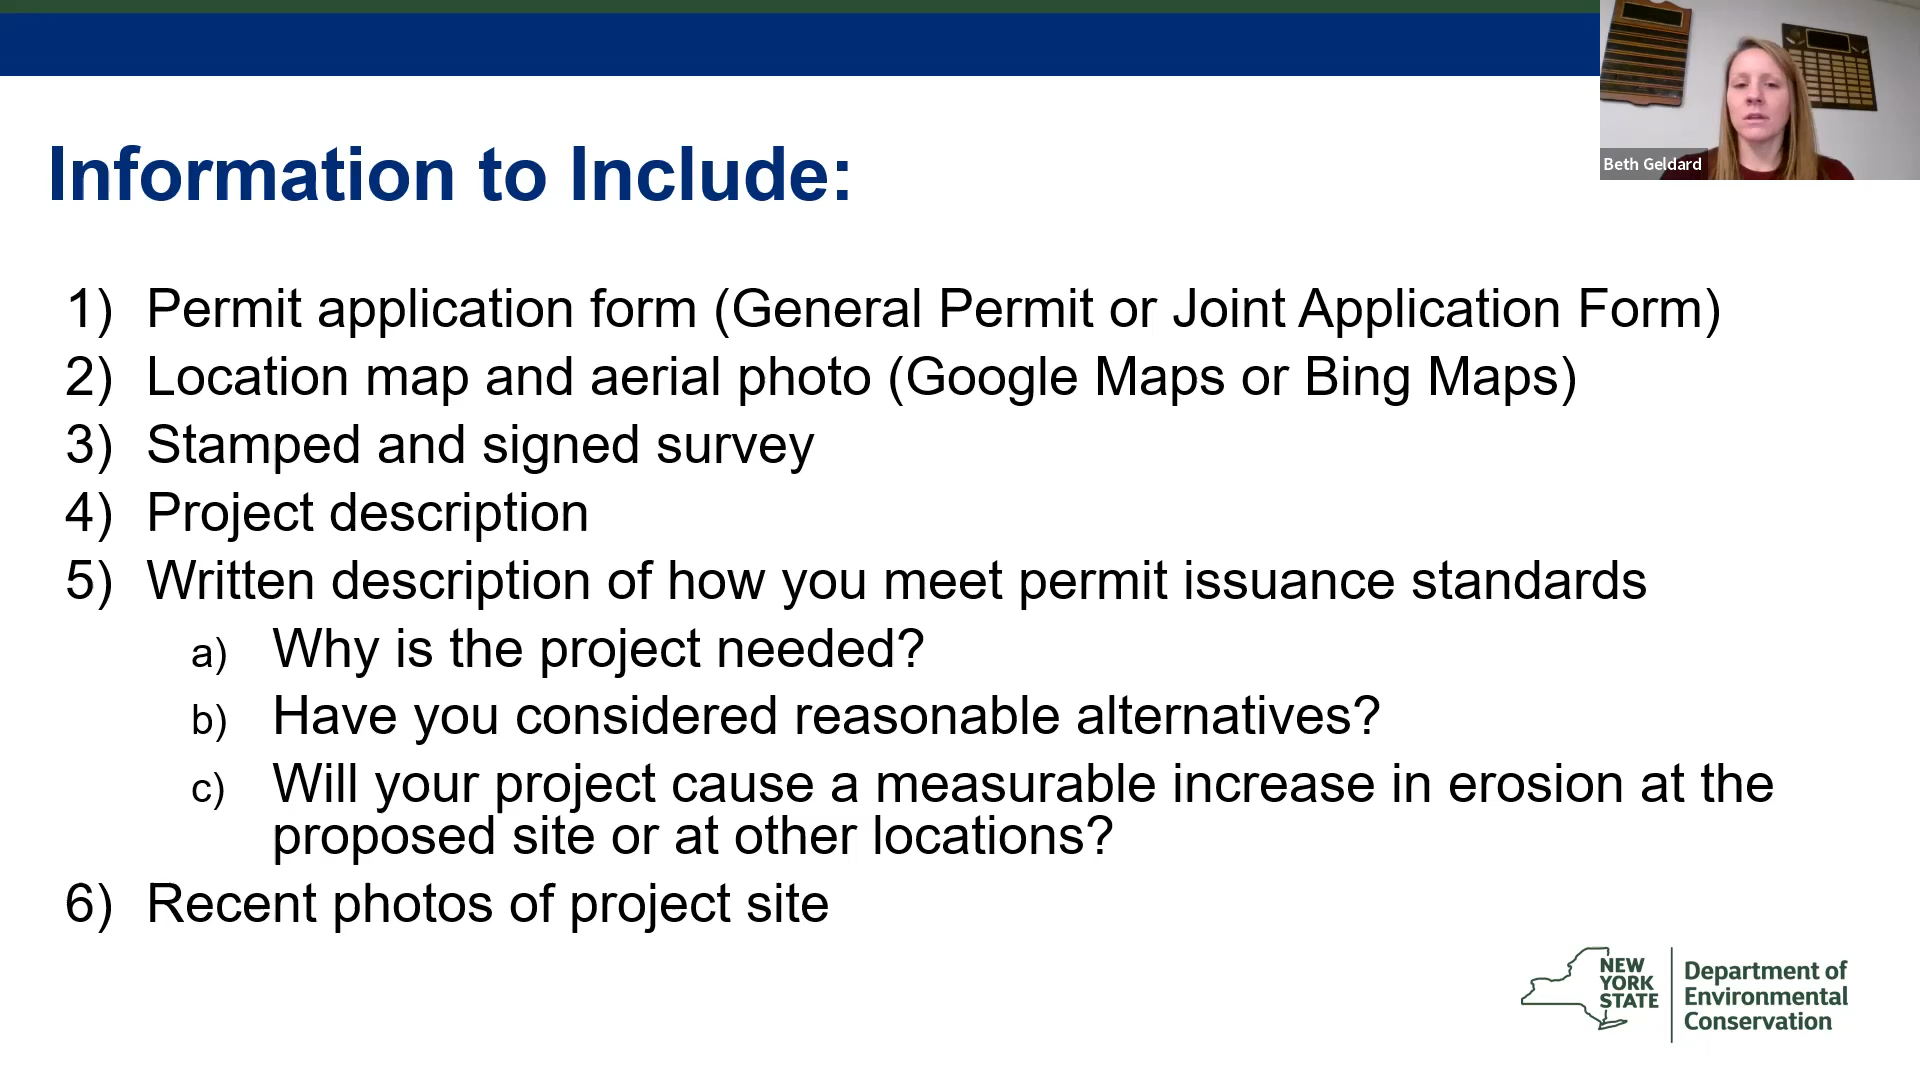 Information to Include:
1) Permit application form (General Permit or Joint Application Form)
2) Location map and aerial photo (Google Maps or Bing Maps)
3) Stamped and signed survey
4) Project description
5) Written description of how you meet permit issuance standards
a) Why is the project needed?
b) Have you considered reasonable alternatives?
c) Will your project cause a measurable increase in erosion at the
proposed site or at other locations?
6) Recent photos of project site
Beth Geldard
NEW
YORK
STATE
Department of
Environmental
Conservation